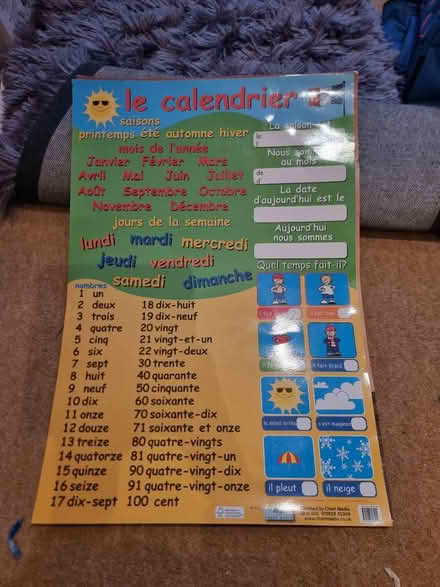 le calendrier
saisons
printemps été automne hiver
mois de l'année
Janvier Février Mars
Avril Mai Juin Juillet
Août Septembre Octobre
Novembre Décembre
jours de la semaine
lundi mardi mercredi
jeudi vendredi
samedi dimanche
La saison
le
l'
Nous
au mois
de
d'
La date
d'aujourd'hui est le
Aujourd'hui
nous sommes
Quel temps fait-il?
il pleut
il neige
nombres
1 un
2 deux
3 trois
4 quatre
5 cinq
6 six
7 sept
8 huit
9 neuf
10 dix
11 onze
12 douze
13 treize
14 quatorze
15 quinze
16 seize
17 dix-sept
18 dix-huit
19 dix-neuf
20 vingt
21 vingt-et-un
22 vingt-deux
30 trente
40 quarante
50 cinquante
60 soixante
70 soixante-dix
71 soixante et onze
80 quatre-vingts
81 quatre-vingt-un
90 quatre-vingt-dix
91 quatre-vingt-onze
100 cent